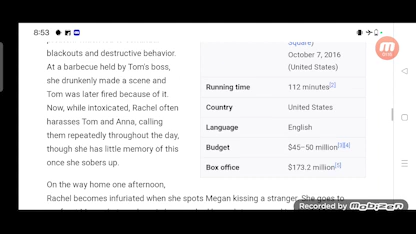 8:53
blackouts and destructive behavior.
At a barbecue held by Tom's boss,
she drunkenly made a scene and
Tom was later fired because of it.
Now, while intoxicated, Rachel often
harasses Tom and Anna, calling
them repeatedly throughout the day,
though she has little memory of this
once she sobers up.
On the way home one afternoon,
Rachel becomes infuriated when she spots Megan kissing a stranger. She goes to
Square)
October 7, 2016
(United States)
Running time 112 minutes[2]
Country United States
Language English
Budget $45–50 million[3][4]
Box office $173.2 million[5]
Recorded by Mobizen